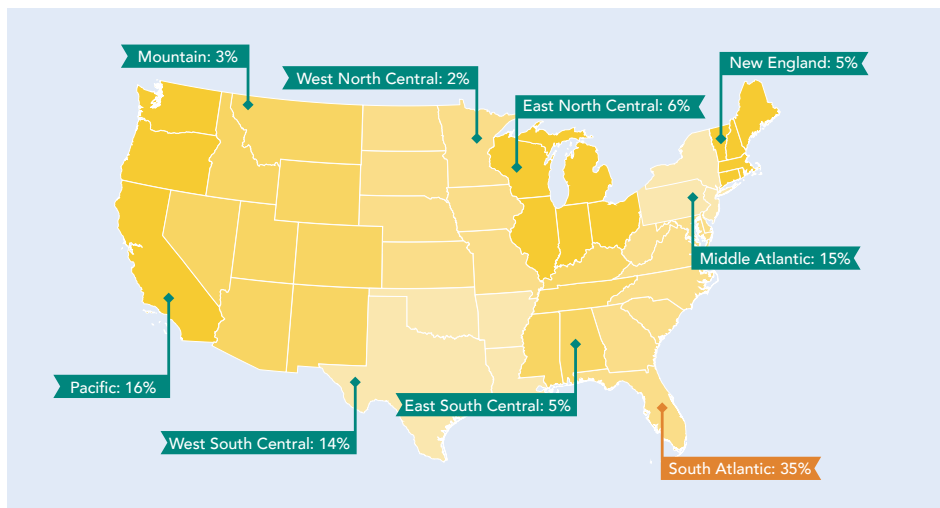 Mountain: 3%
New England: 5%
West North Central: 2%
East North Central: 6%
Middle Atlantic: 15%
Pacific: 16%
East South Central: 5%
West South Central: 14%
South Atlantic: 35%